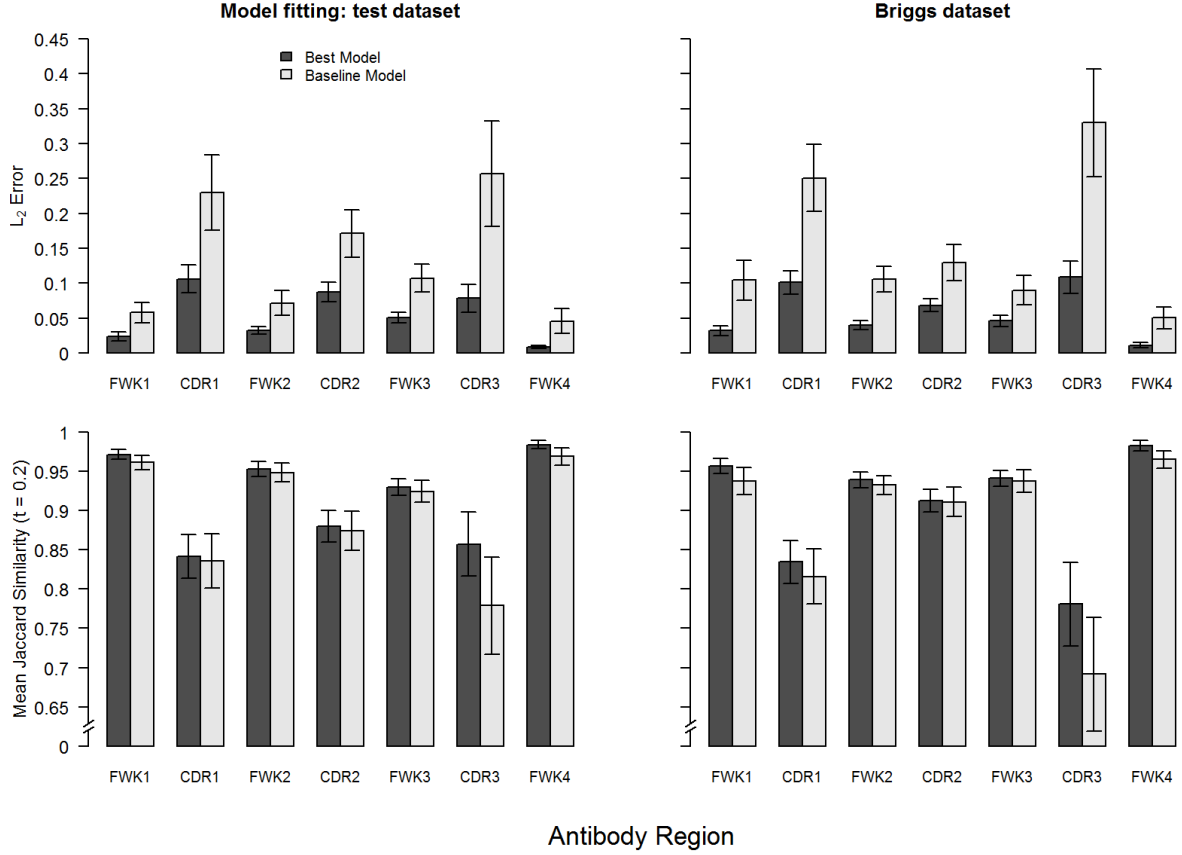 Model fitting: test dataset
Briggs dataset
Best Model
Baseline Model
L2 Error
0.45
0.4
0.35
0.3
0.25
0.2
0.15
0.1
0.05
0
FWK1 CDR1 FWK2 CDR2 FWK3 CDR3 FWK4
FWK1 CDR1 FWK2 CDR2 FWK3 CDR3 FWK4
Mean Jaccard Similarity (t = 0.2)
1
0.95
0.9
0.85
0.8
0.75
0.7
0.65
0
FWK1 CDR1 FWK2 CDR2 FWK3 CDR3 FWK4
FWK1 CDR1 FWK2 CDR2 FWK3 CDR3 FWK4
Antibody Region